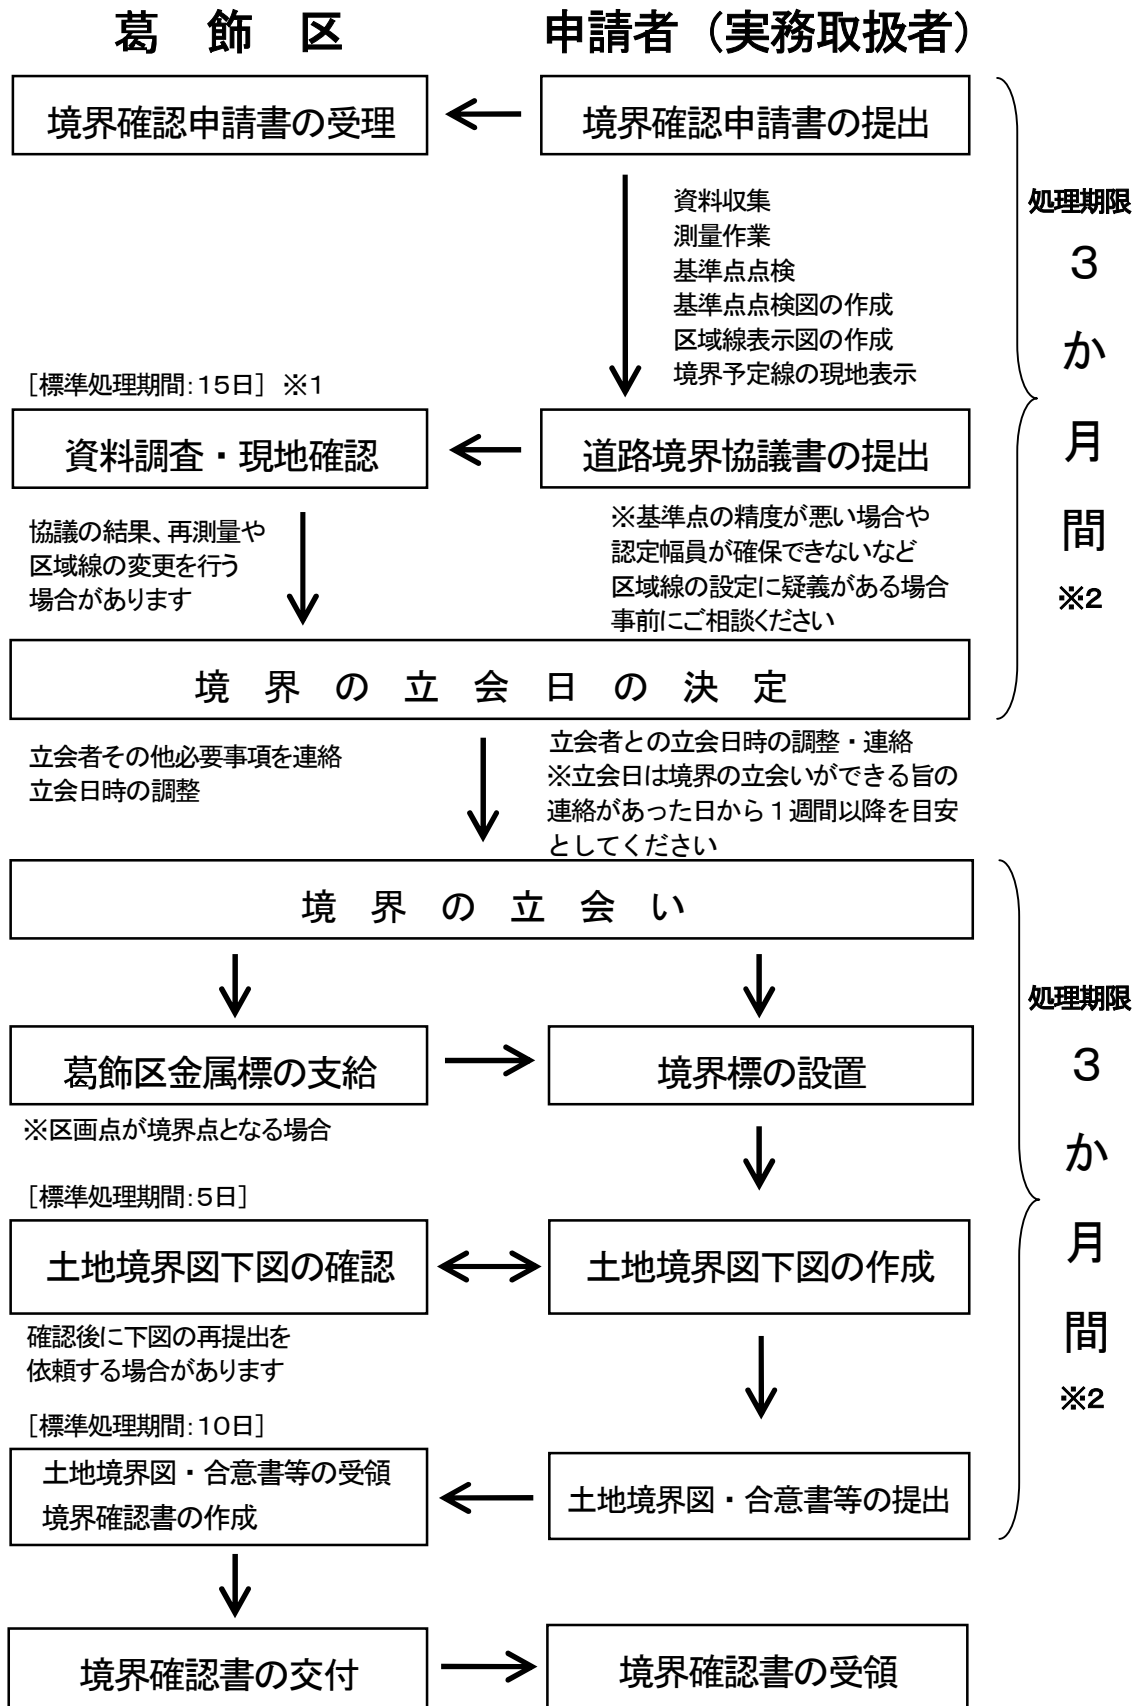 葛 飾 区
申請者（実務取扱者）
境界確認申請書の受理
境界確認申請書の提出
処理期限
３
か
月
間
※2
資料収集
測量作業
基準点点検
基準点点検図の作成
区域線表示図の作成
境界予定線の現地表示
［標準処理期間：15日］ ※1
資料調査・現地確認
道路境界協議書の提出
協議の結果、再測量や
区域線の変更を行う
場合があります
※基準点の精度が悪い場合や
認定幅員が確保できないなど
区域線の設定に疑義がある場合
事前にご相談ください
境 界 の 立 会 日 の 決 定
立会者その他必要事項を連絡
立会日時の調整
立会者との立会日時の調整・連絡
※立会日は境界の立会いができる旨の
連絡があった日から１週間以降を目安
としてください
境 界 の 立 会 い
処理期限
３
か
月
間
※2
葛飾区金属標の支給
境界標の設置
※区画点が境界点となる場合
［標準処理期間：5日］
土地境界図下図の確認
土地境界図下図の作成
確認後に下図の再提出を
依頼する場合があります
［標準処理期間：10日］
土地境界図・合意書等の受領
境界確認書の作成
土地境界図・合意書等の提出
境界確認書の交付
境界確認書の受領